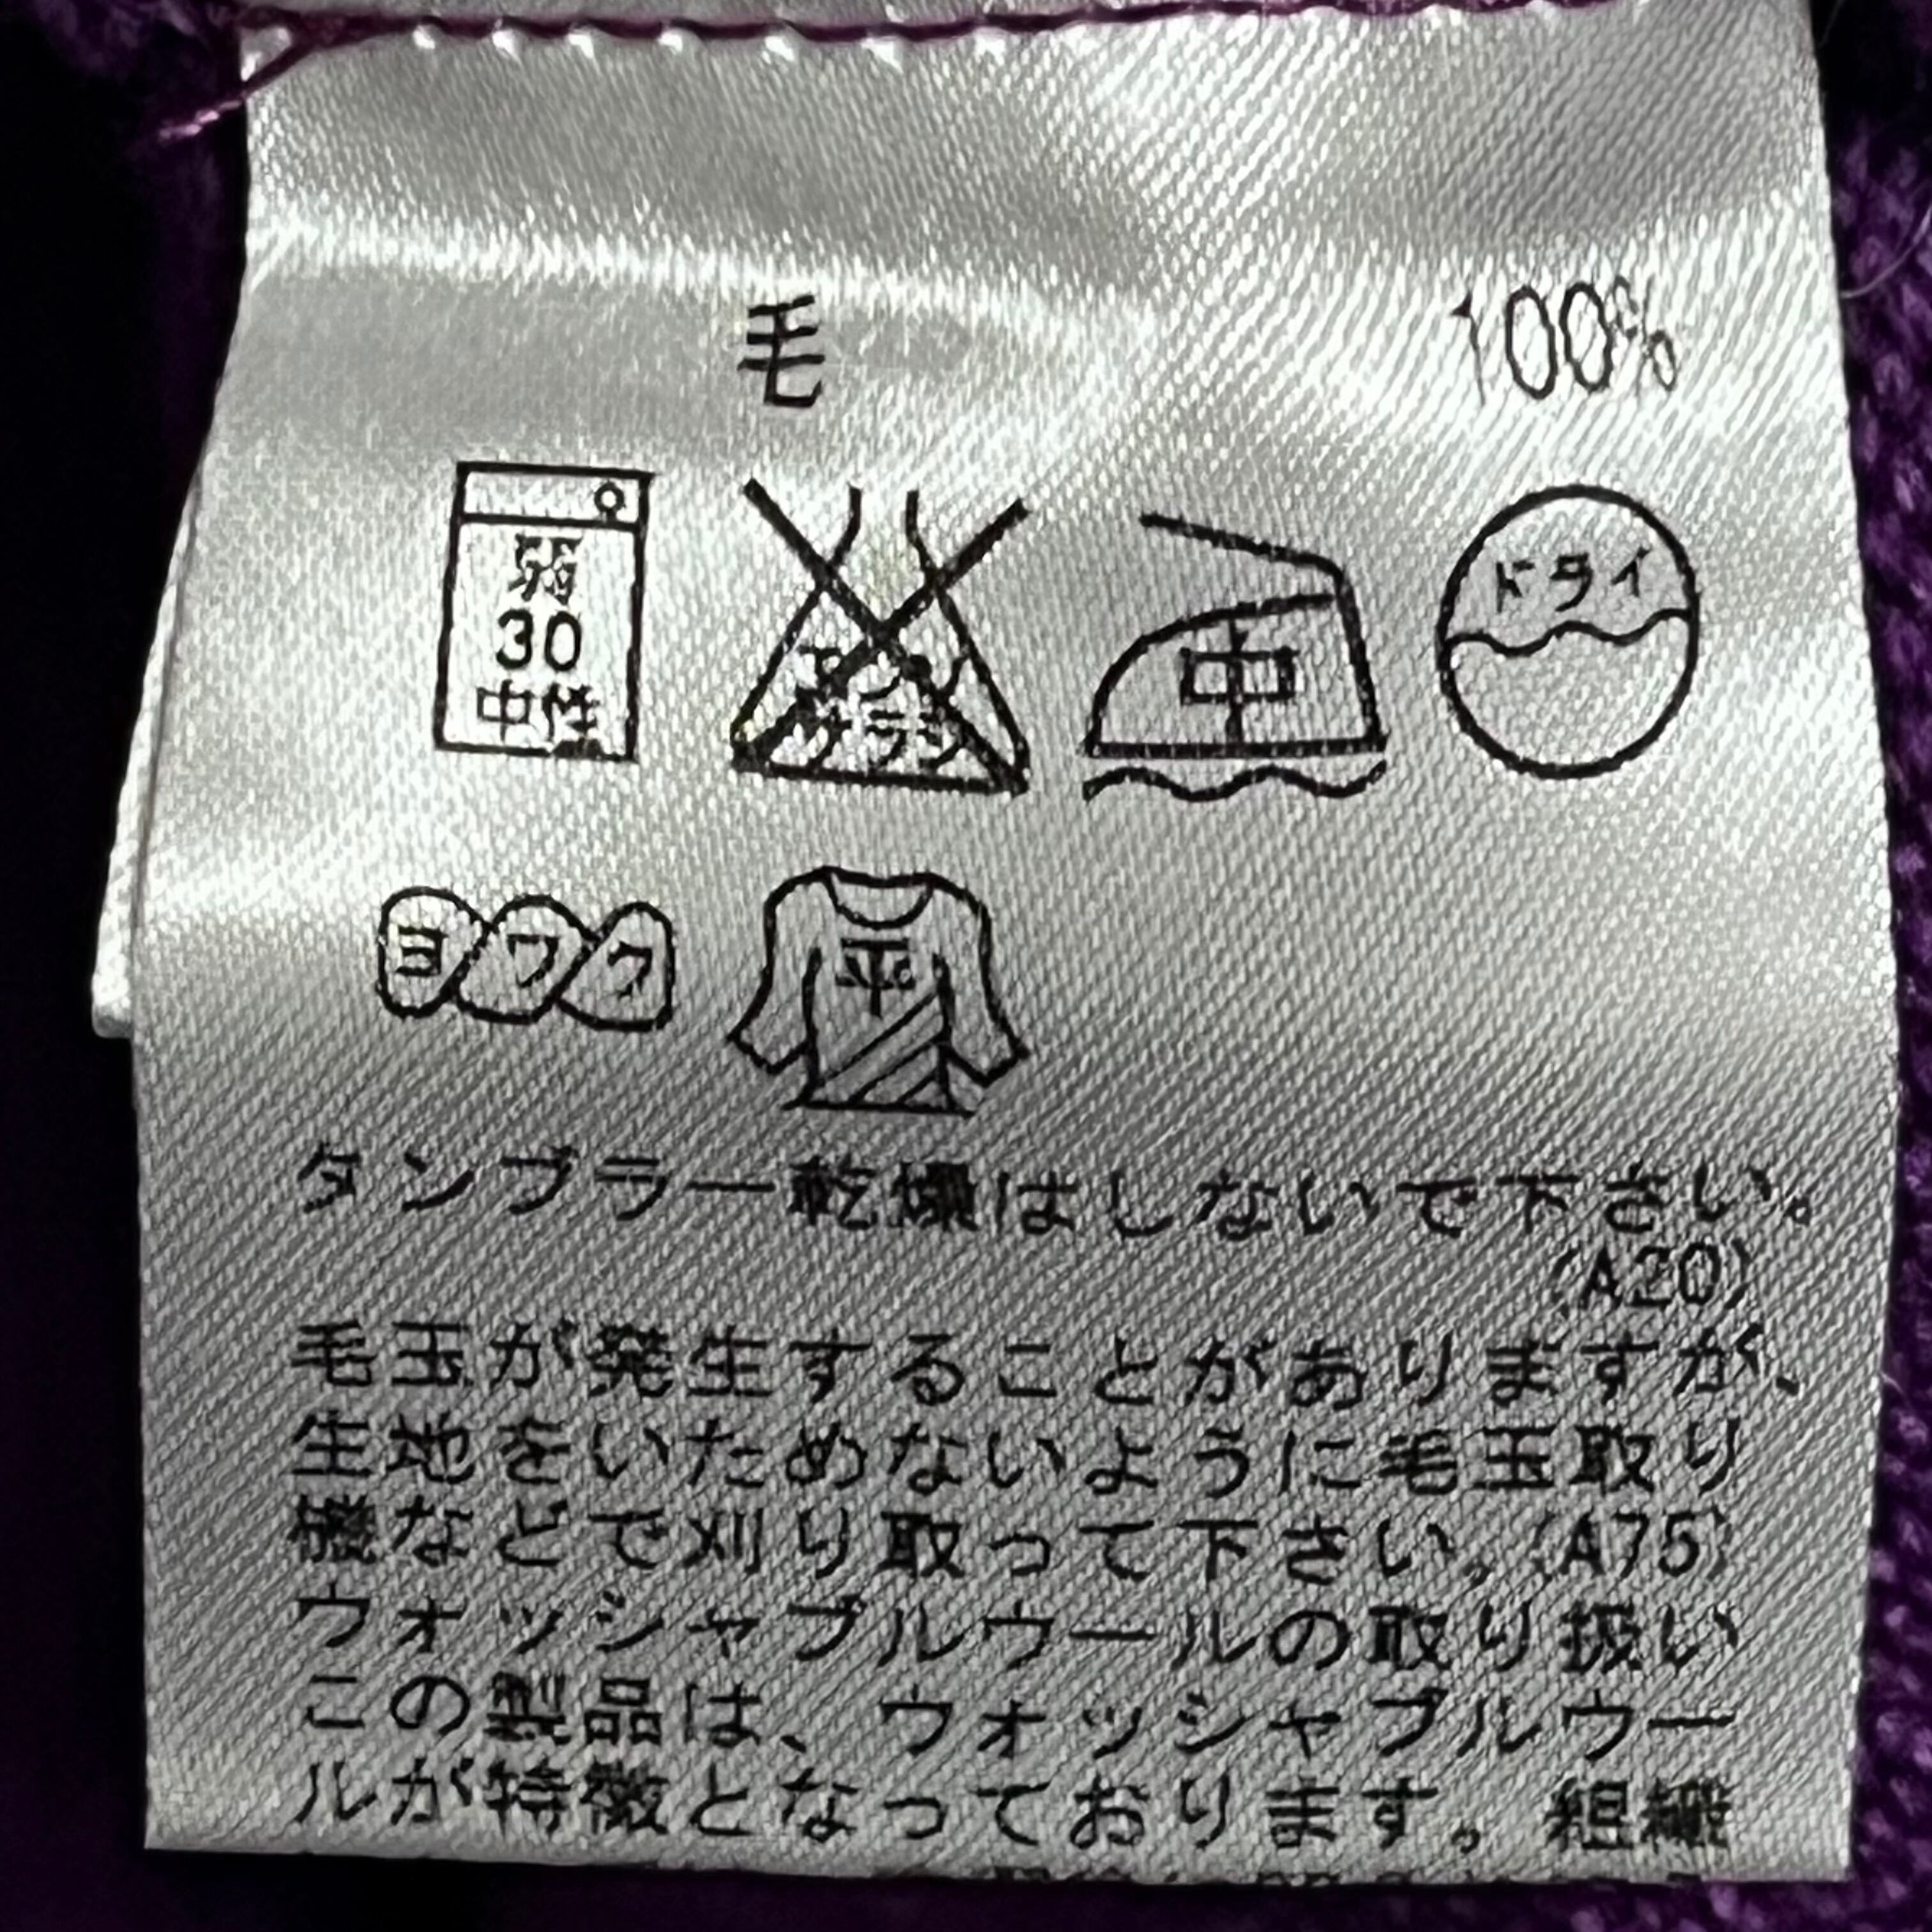 毛 100%
弱
30
中性
エンソ
サラシ
中
ドライ
ヨワク
平
タンブラー乾燥はしないで下さい。
(A20)
毛玉が発生することがありますが、
生地をいためないように毛玉取り
機などで刈り取って下さい。(A75)
ウォッシャブルウールの取り扱い
この製品は、ウォッシャブルウー
ルが特徴となっております。組織